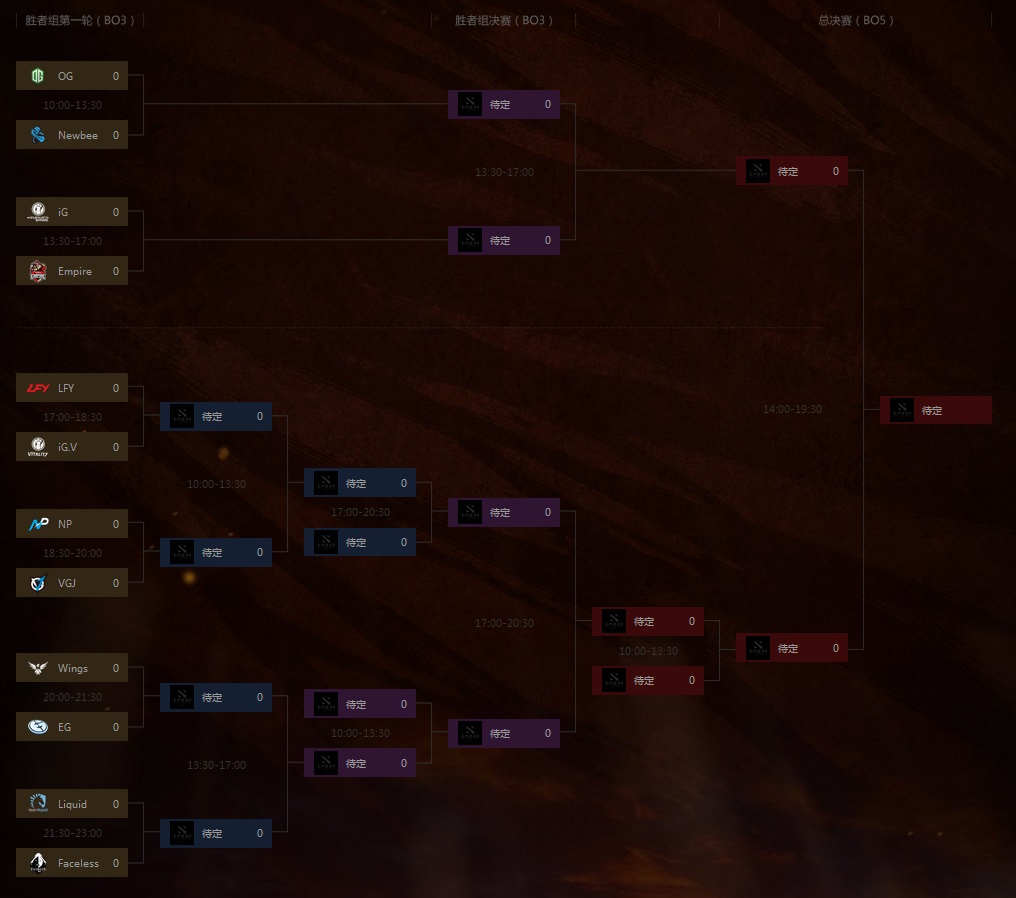 胜者组第一轮（BO3）
胜者组决赛（BO3）
总决赛（BO5）
OG 0
10:00-13:30
Newbee 0
待定 0
13:30-17:00
待定 0
待定 0
iG 0
13:30-17:00
Empire 0
LFY 0
17:00-18:30
iG.V 0
待定 0
10:00-13:30
NP 0
18:30-20:00
VGJ 0
待定 0
待定 0
17:00-20:30
待定 0
待定 0
14:00-19:30
待定
17:00-20:30
待定 0
10:00-13:30
待定 0
待定 0
Wings 0
20:00-21:30
EG 0
待定 0
13:30-17:00
待定 0
10:00-13:30
待定 0
待定 0
Liquid 0
21:30-23:00
Faceless 0
待定 0